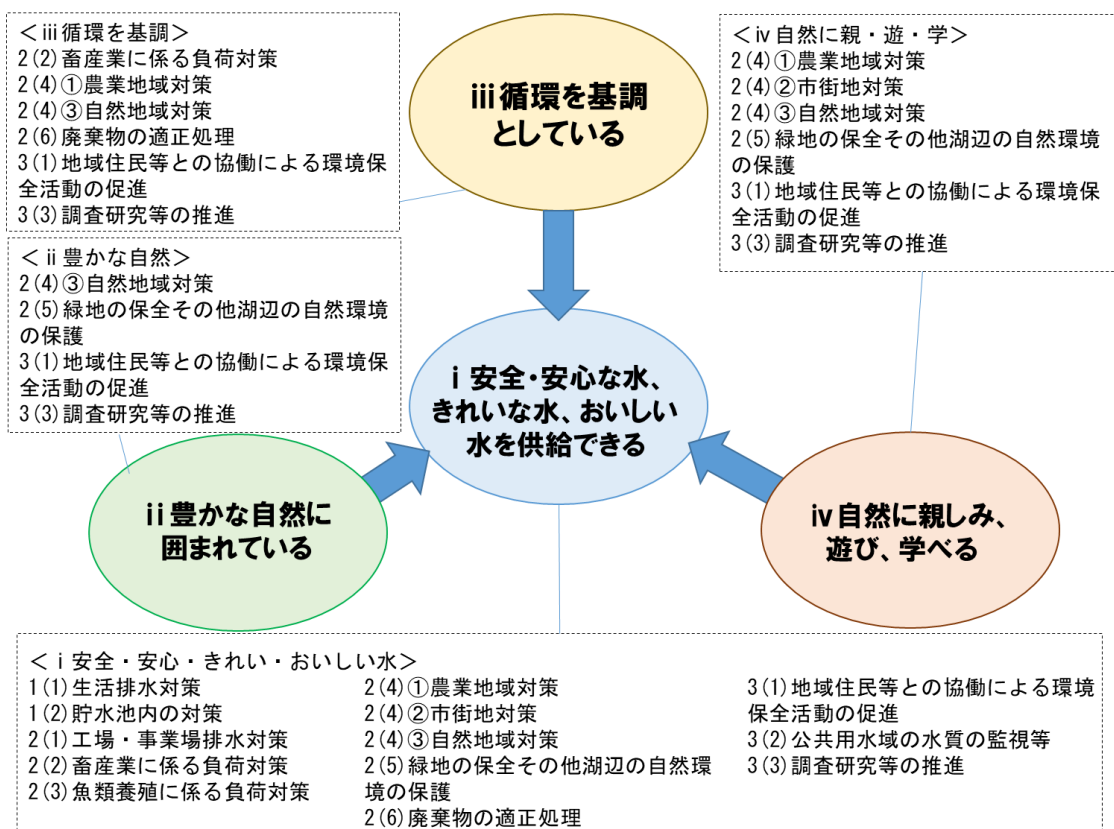 ＜ⅲ循環を基調＞
2(2)畜産業に係る負荷対策
2(4)①農業地域対策
2(4)③自然地域対策
2(6)廃棄物の適正処理
3(1)地域住民等との協働による環境保
全活動の促進
3(3)調査研究等の推進
ⅲ循環を基調
としている
＜ⅳ自然に親・遊・学＞
2(4)①農業地域対策
2(4)②市街地対策
2(4)③自然地域対策
2(5)緑地の保全その他湖辺の自然環境
の保護
3(1)地域住民等との協働による環境保
全活動の促進
3(3)調査研究等の推進
＜ⅱ豊かな自然＞
2(4)③自然地域対策
2(5)緑地の保全その他湖辺の自然環境
の保護
3(1)地域住民等との協働による環境保
全活動の促進
3(3)調査研究等の推進
ⅰ安全・安心な水、
きれいな水、おいしい
水を供給できる
ⅱ豊かな自然に
囲まれている
ⅳ自然に親しみ、
遊び、学べる
＜ⅰ安全・安心・きれい・おいしい水＞
1(1)生活排水対策
1(2)貯水池内の対策
2(1)工場・事業場排水対策
2(2)畜産業に係る負荷対策
2(3)魚類養殖に係る負荷対策
2(4)①農業地域対策
2(4)②市街地対策
2(4)③自然地域対策
2(5)緑地の保全その他湖辺の自然環
境の保護
2(6)廃棄物の適正処理
3(1)地域住民等との協働による環境
保全活動の促進
3(2)公共用水域の水質の監視等
3(3)調査研究等の推進